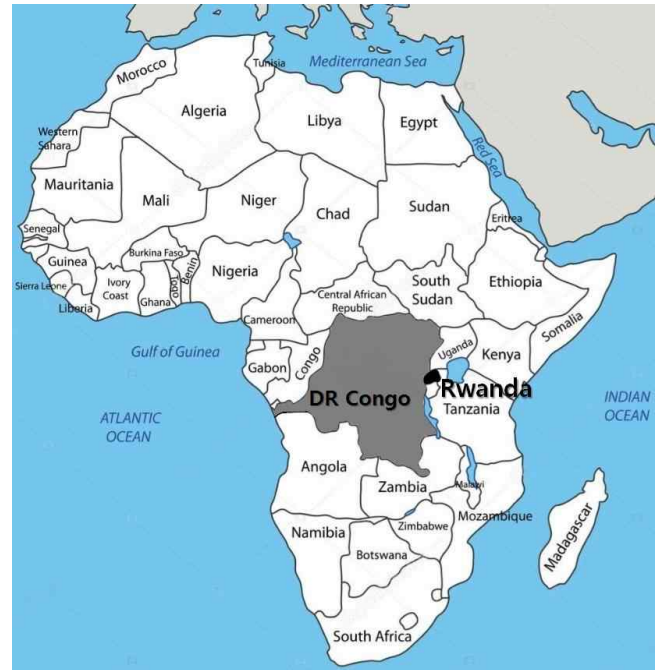 Mediterranean Sea
Morocco
Tunisia
Algeria
Libya
Egypt
Western
Sahara
Red Sea
Mauritania
Mali
Niger
Chad
Sudan
Eritrea
Senegal
Burkina Faso
Guinea
Sierra Leone
Liberia
Ivory
Coast
Ghana
Togo
Benin
Nigeria
Cameroon
Central African
Republic
South
Sudan
Ethiopia
Somalia
Gulf of Guinea
Gabon
Congo
DR Congo
Uganda
Kenya
Rwanda
Tanzania
ATLANTIC
OCEAN
INDIAN
OCEAN
Angola
Zambia
Malawi
Mozambique
Madagascar
Namibia
Zimbabwe
Botswana
South Africa